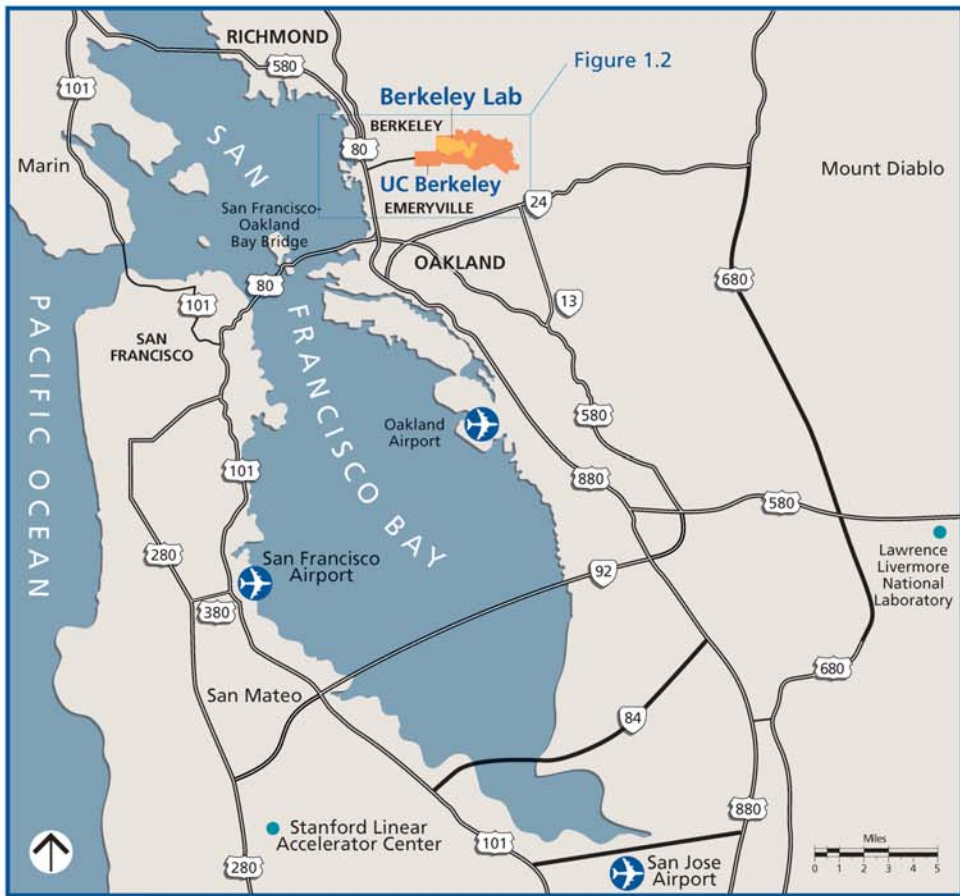 RICHMOND
580
101
Figure 1.2
Berkeley Lab
BERKELEY
80
Marin
UC Berkeley
EMERYVILLE
24
Mount Diablo
SAN FRANCISCO BAY
San Francisco-
Oakland
Bay Bridge
OAKLAND
680
80
13
101
SAN
FRANCISCO
PACIFIC OCEAN
Oakland
Airport
580
101
880
580
280
San Francisco
Airport
92
Lawrence
Livermore
National
Laboratory
380
680
San Mateo
84
880
Stanford Linear
Accelerator Center
101
280
San Jose
Airport
Miles
0 1 2 3 4 5